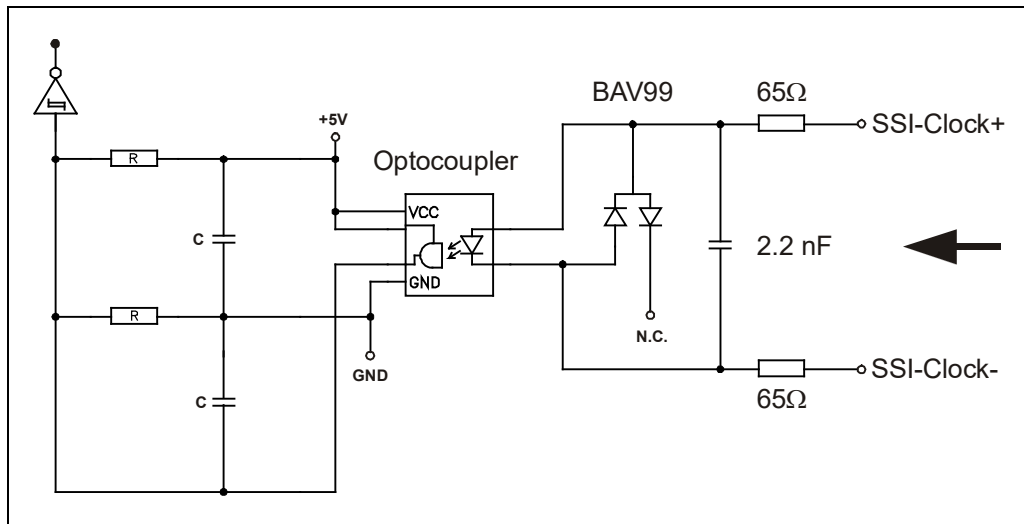 BAV99
65Ω
SSI-Clock+
+5V
Optocoupler
R
VCC
C
2.2 nF
GND
R
N.C.
GND
SSI-Clock-
C
65Ω